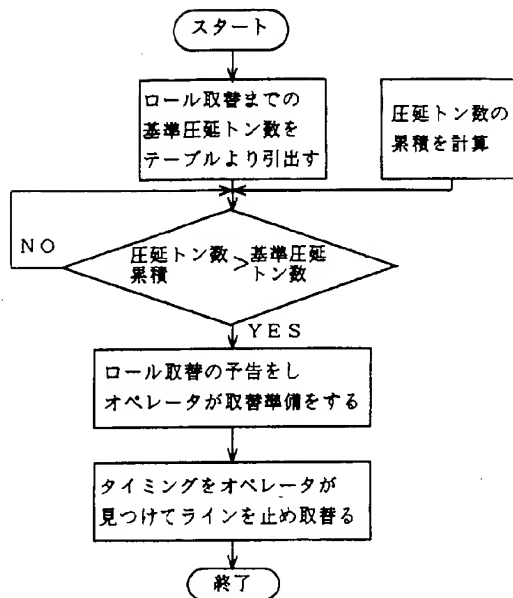 スタート
ロール取替までの
基準圧延トン数を
テーブルより引出す
圧延トン数の
累積を計算
NO
圧延トン数
累積
>
基準圧延
トン数
YES
ロール取替の予告をし
オペレータが取替準備をする
タイミングをオペレータが
見つけてラインを止め取替る
終了